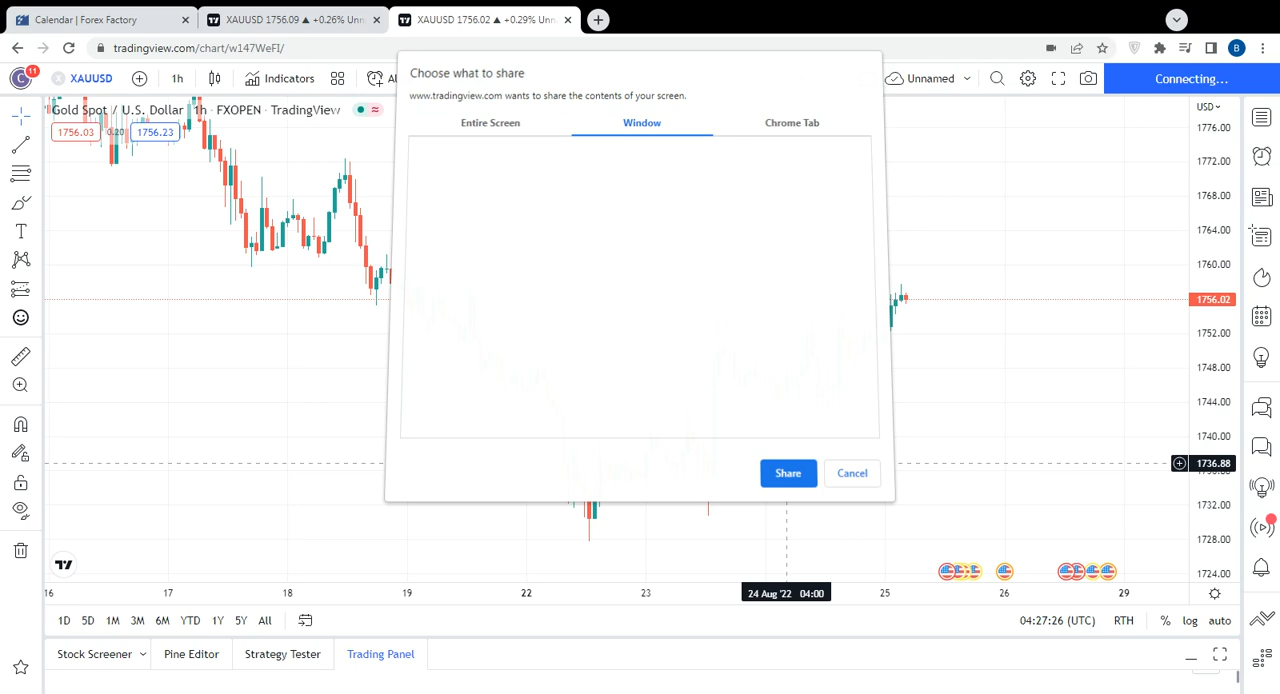 Calendar | Forex Factory
XAUUSD 1756.09 ▲ +0.26% Unn
XAUUSD 1756.02 ▲ +0.29% Unn
tradingview.com/chart/w147WeFI/
B
C 11
XAUUSD
1h
Indicators
Unnamed
Connecting...
Gold Spot / U.S. Dollar · 1h · FXOPEN · TradingView
1756.03 0.20 1756.23
Choose what to share
www.tradingview.com wants to share the contents of your screen.
Entire Screen
Window
Chrome Tab
Share
Cancel
USD
1776.00
1772.00
1768.00
1764.00
1760.00
1756.02
1752.00
1748.00
1744.00
1740.00
1736.88
1732.00
1728.00
1724.00
16 17 18 19 22 23 24 Aug '22 04:00 25 26 29
1D 5D 1M 3M 6M YTD 1Y 5Y All
04:27:26 (UTC) RTH % log auto
Stock Screener
Pine Editor
Strategy Tester
Trading Panel